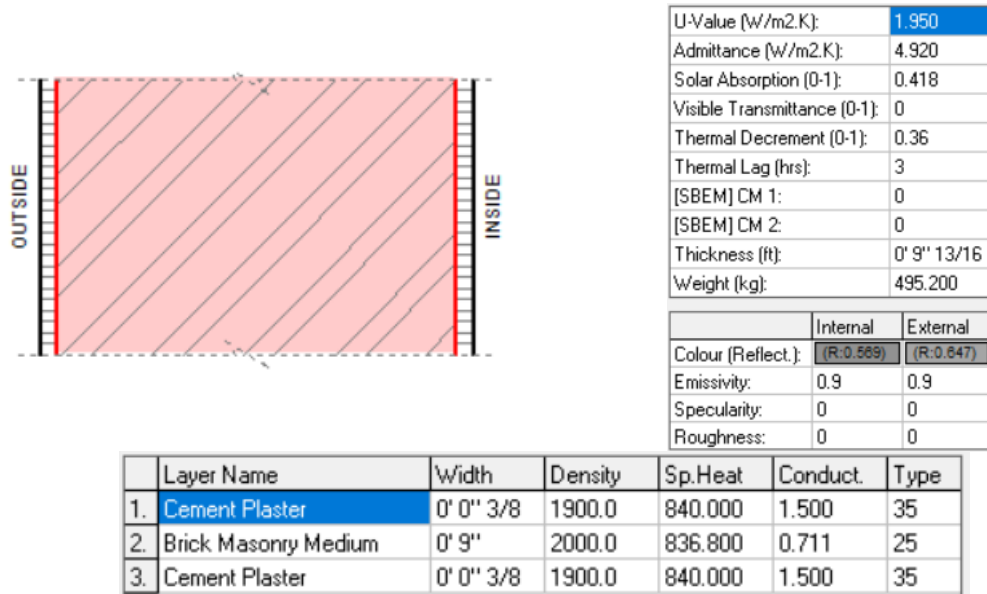 OUTSIDE
INSIDE
U-Value (W/m2.K): 1.950
Admittance (W/m2.K): 4.920
Solar Absorption (0-1): 0.418
Visible Transmittance (0-1): 0
Thermal Decrement (0-1): 0.36
Thermal Lag (hrs): 3
[SBEM] CM 1: 0
[SBEM] CM 2: 0
Thickness (ft): 0' 9" 13/16
Weight (kg): 495.200
Internal External
Colour (Reflect.): (R:0.569) (R:0.647)
Emissivity: 0.9 0.9
Specularity: 0 0
Roughness: 0 0
Layer Name Width Density Sp.Heat Conduct. Type
1. Cement Plaster 0' 0" 3/8 1900.0 840.000 1.500 35
2. Brick Masonry Medium 0' 9" 2000.0 836.800 0.711 25
3. Cement Plaster 0' 0" 3/8 1900.0 840.000 1.500 35